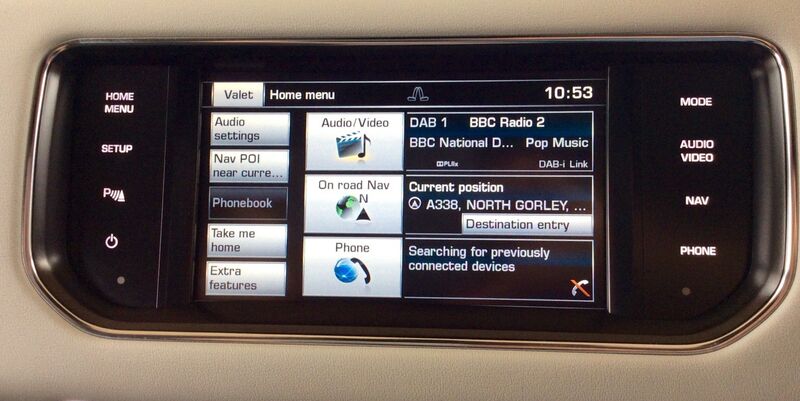 HOME
MENU
SETUP
P
Valet
Home menu
10:53
Audio
settings
Nav POI
near curre...
Phonebook
Take me
home
Extra
features
Audio/Video
On road Nav
N
Phone
DAB 1 BBC Radio 2
BBC National D... Pop Music
DPLIIx
DAB-i Link
Current position
A338, NORTH GORLEY, ...
Destination entry
Searching for previously
connected devices
MODE
AUDIO
VIDEO
NAV
PHONE